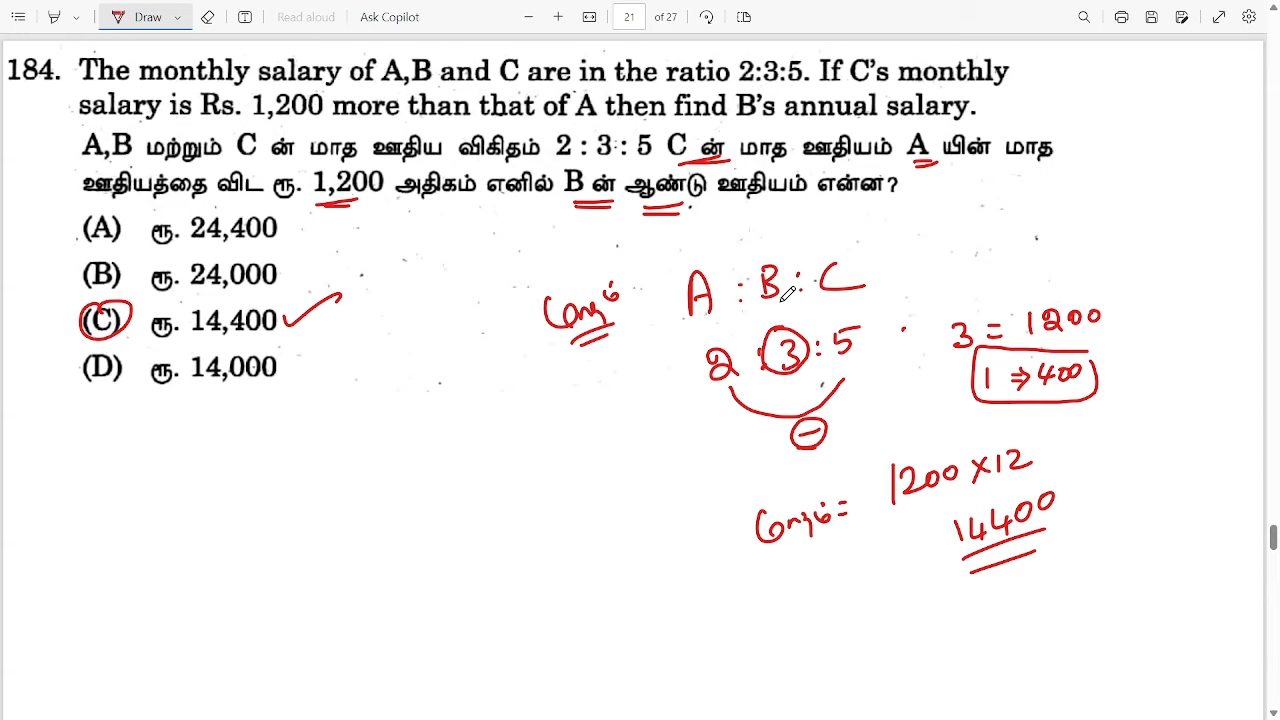 Draw
Read aloud
Ask Copilot
21
of 27
184. The monthly salary of A,B and C are in the ratio 2:3:5. If C's monthly
salary is Rs. 1,200 more than that of A then find B's annual salary.
A,B மற்றும் C ன் மாத ஊதிய விகிதம் 2 : 3 : 5 C ன் மாத ஊதியம் A யின் மாத
ஊதியத்தை விட ரூ. 1,200 அதிகம் எனில் B ன் ஆண்டு ஊதியம் என்ன?
(A) ரூ. 24,400
(B) ரூ. 24,000
(C) ரூ. 14,400
(D) ரூ. 14,000
A : B : C
2 : 3 : 5
3 = 1200
1 ⇒ 400
1200 × 12
14400